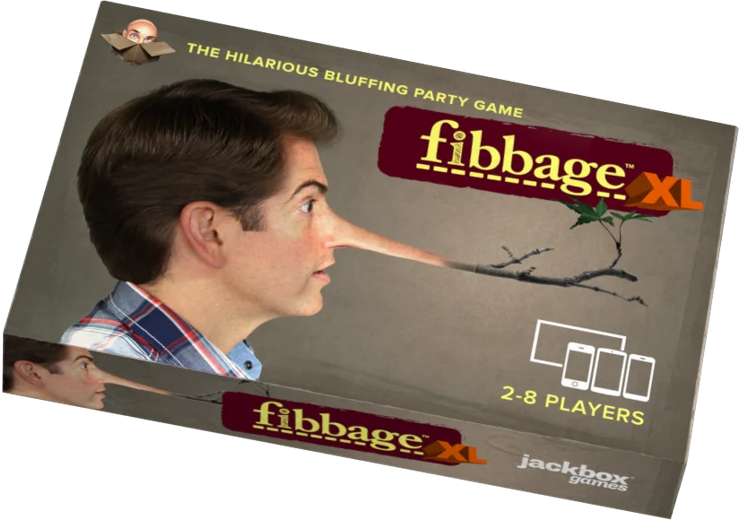 THE HILARIOUS BLUFFING PARTY GAME
fibbage™
XL
2-8 PLAYERS
fibbage™
XL
jackbox
games